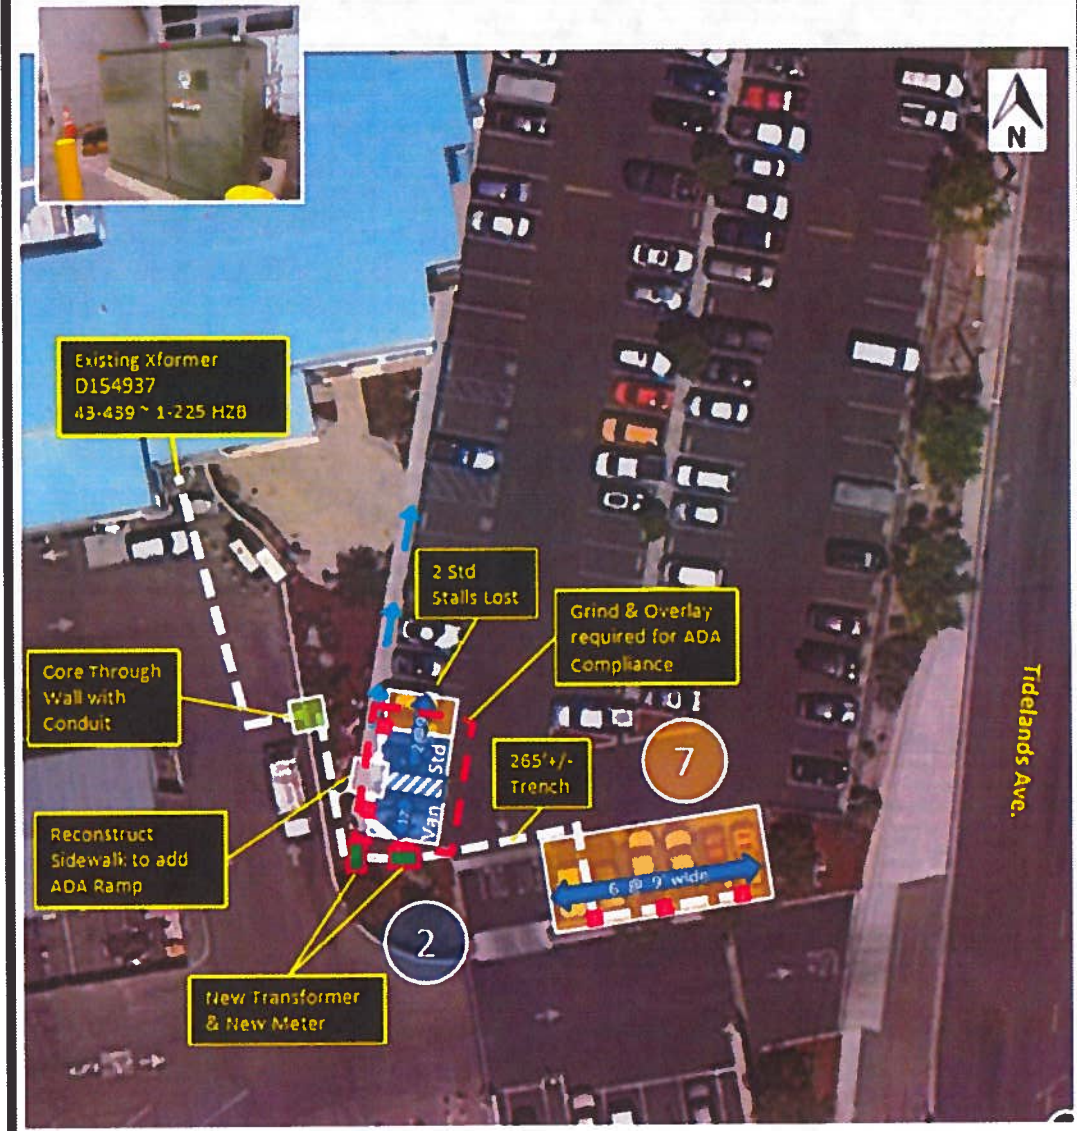 N
Existing Xformer
D154937
43-439 ~ 1-225 HZB
2 Std
Stalls Lost
Grind & Overlay
required for ADA
Compliance
Core Through
Wall with
Conduit
Tidelands Ave.
Std
Van
265'+/-
Trench
7
Reconstruct
Sidewalk to add
ADA Ramp
6 @ 9' wide
2
New Transformer
& New Meter